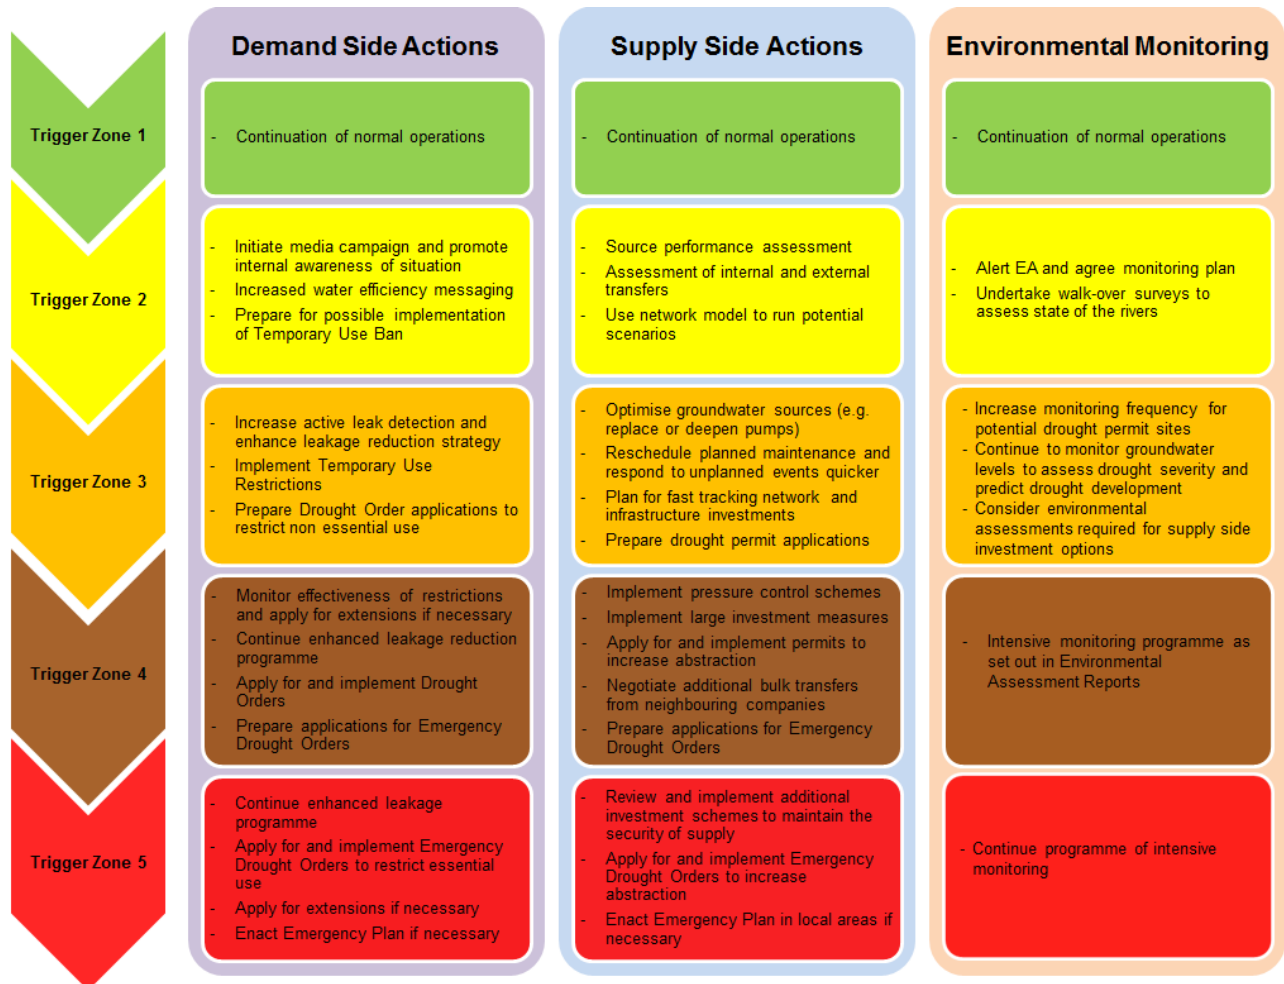 Demand Side Actions
Supply Side Actions
Environmental Monitoring
Trigger Zone 1
- Continuation of normal operations
- Continuation of normal operations
- Continuation of normal operations
Trigger Zone 2
- Initiate media campaign and promote
internal awareness of situation
- Increased water efficiency messaging
- Prepare for possible implementation
of Temporary Use Ban
- Source performance assessment
- Assessment of internal and external
transfers
- Use network model to run potential
scenarios
- Alert EA and agree monitoring plan
- Undertake walk-over surveys to
assess state of the rivers
Trigger Zone 3
- Increase active leak detection and
enhance leakage reduction strategy
- Implement Temporary Use
Restrictions
- Prepare Drought Order applications to
restrict non essential use
- Optimise groundwater sources (e.g.
replace or deepen pumps)
- Reschedule planned maintenance and
respond to unplanned events quicker
- Plan for fast tracking network and
infrastructure investments
- Prepare drought permit applications
- Increase monitoring frequency for
potential drought permit sites
- Continue to monitor groundwater
levels to assess drought severity and
predict drought development
- Consider environmental
assessments required for supply side
investment options
Trigger Zone 4
- Monitor effectiveness of restrictions
and apply for extensions if necessary
- Continue enhanced leakage reduction
programme
- Apply for and implement Drought
Orders
- Prepare applications for Emergency
Drought Orders
- Implement pressure control schemes
- Implement large investment measures
- Apply for and implement permits to
increase abstraction
- Negotiate additional bulk transfers
from neighbouring companies
- Prepare applications for Emergency
Drought Orders
- Intensive monitoring programme as
set out in Environmental
Assessment Reports
Trigger Zone 5
- Continue enhanced leakage
programme
- Apply for and implement Emergency
Drought Orders to restrict essential
use
- Apply for extensions if necessary
- Enact Emergency Plan if necessary
- Review and implement additional
investment schemes to maintain the
security of supply
- Apply for and implement Emergency
Drought Orders to increase
abstraction
- Enact Emergency Plan in local areas if
necessary
- Continue programme of intensive
monitoring